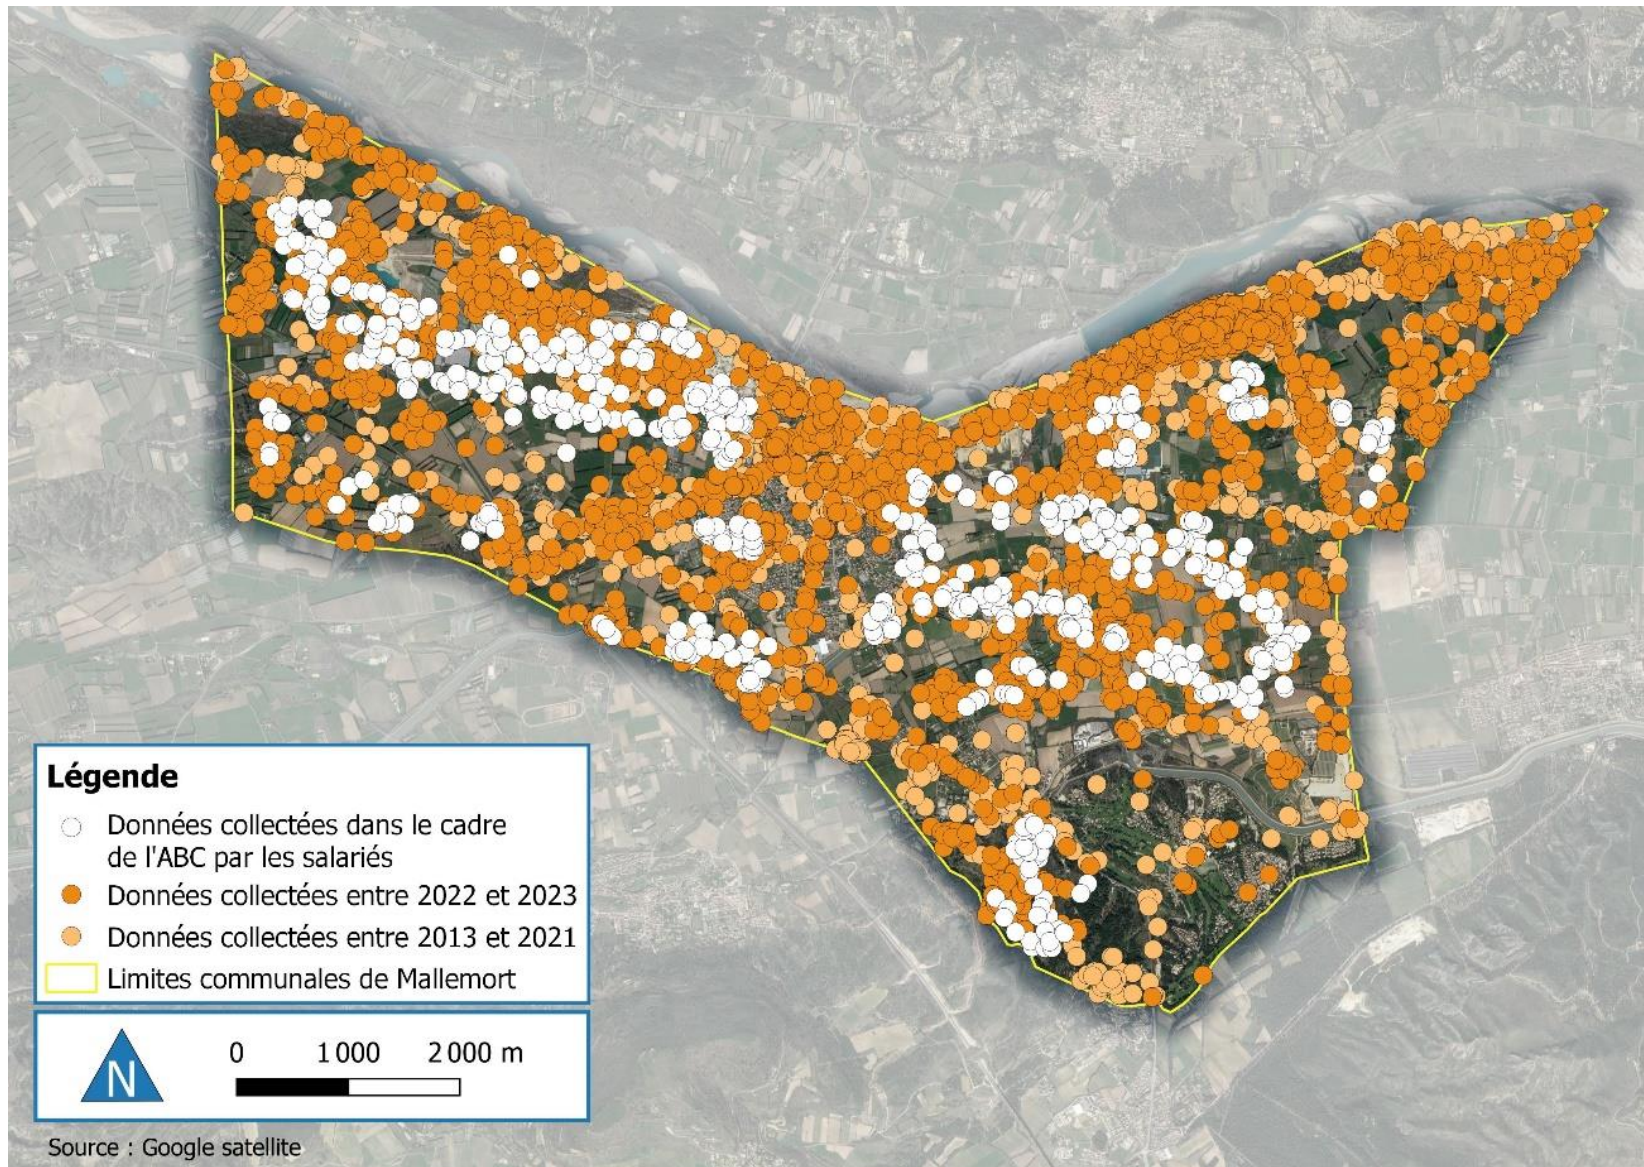 Légende
Données collectées dans le cadre
de l'ABC par les salariés
Données collectées entre 2022 et 2023
Données collectées entre 2013 et 2021
Limites communales de Mallemort
N
0 1 000 2 000 m
Source : Google satellite